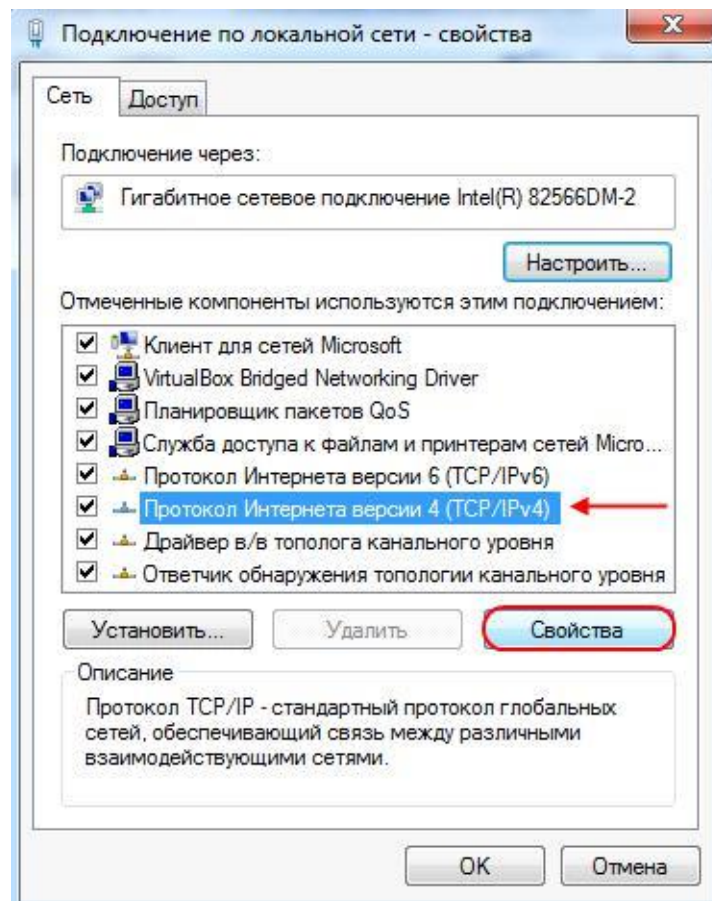 Подключение по локальной сети - свойства
Сеть Доступ
Подключение через:
Гигабитное сетевое подключение Intel(R) 82566DM-2
Настроить...
Отмеченные компоненты используются этим подключением:
Клиент для сетей Microsoft
VirtualBox Bridged Networking Driver
Планировщик пакетов QoS
Служба доступа к файлам и принтерам сетей Micro...
Протокол Интернета версии 6 (TCP/IPv6)
Протокол Интернета версии 4 (TCP/IPv4)
Драйвер в/в тополога канального уровня
Ответчик обнаружения топологии канального уровня
Установить... Удалить Свойства
Описание
Протокол TCP/IP - стандартный протокол глобальных
сетей, обеспечивающий связь между различными
взаимодействующими сетями.
OK Отмена